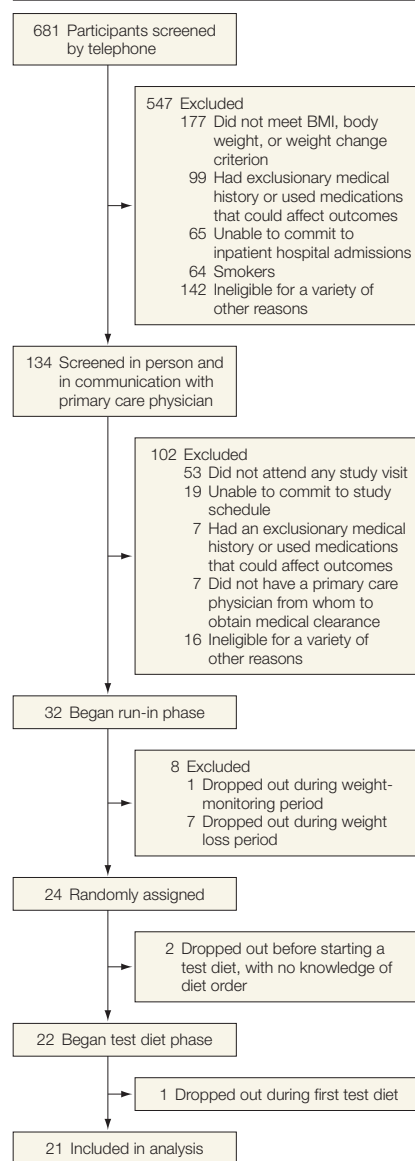 681 Participants screened
by telephone
547 Excluded
177 Did not meet BMI, body
weight, or weight change
criterion
99 Had exclusionary medical
history or used medications
that could affect outcomes
65 Unable to commit to
inpatient hospital admissions
64 Smokers
142 Ineligible for a variety of
other reasons
134 Screened in person and
in communication with
primary care physician
102 Excluded
53 Did not attend any study visit
19 Unable to commit to study
schedule
7 Had an exclusionary medical
history or used medications
that could affect outcomes
7 Did not have a primary care
physician from whom to
obtain medical clearance
16 Ineligible for a variety of
other reasons
32 Began run-in phase
8 Excluded
1 Dropped out during weight-
monitoring period
7 Dropped out during weight
loss period
24 Randomly assigned
2 Dropped out before starting a
test diet, with no knowledge of
diet order
22 Began test diet phase
1 Dropped out during first test diet
21 Included in analysis